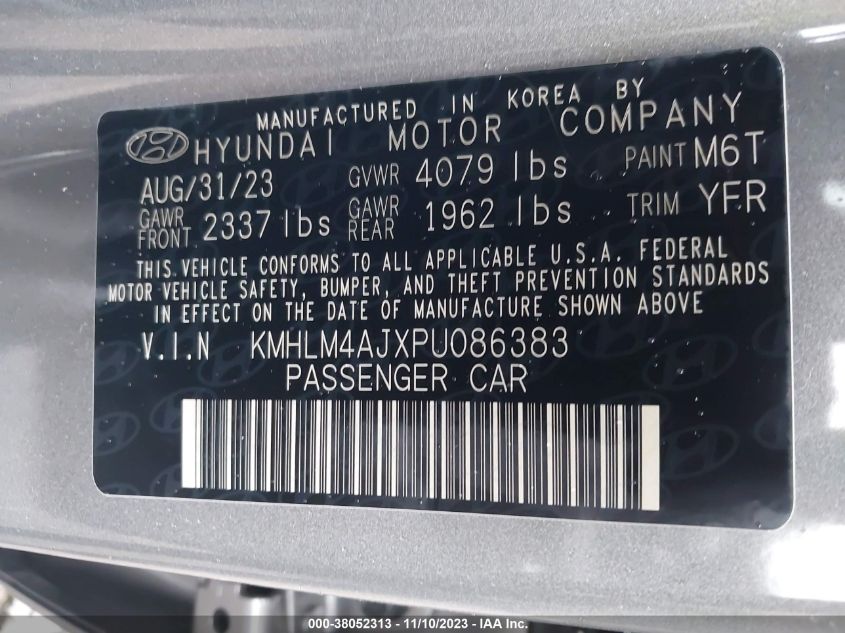 MANUFACTURED IN KOREA BY
HYUNDAI MOTOR COMPANY
AUG/31/23 GVWR 4079 lbs PAINT M6T
GAWR FRONT 2337 lbs GAWR REAR 1962 lbs TRIM YFR
THIS VEHICLE CONFORMS TO ALL APPLICABLE U.S.A. FEDERAL
MOTOR VEHICLE SAFETY, BUMPER, AND THEFT PREVENTION STANDARDS
IN EFFECT ON THE DATE OF MANUFACTURE SHOWN ABOVE
V.I.N KMHLM4AJXPU086383
PASSENGER CAR
000-38052313 - 11/10/2023 - IAA Inc.